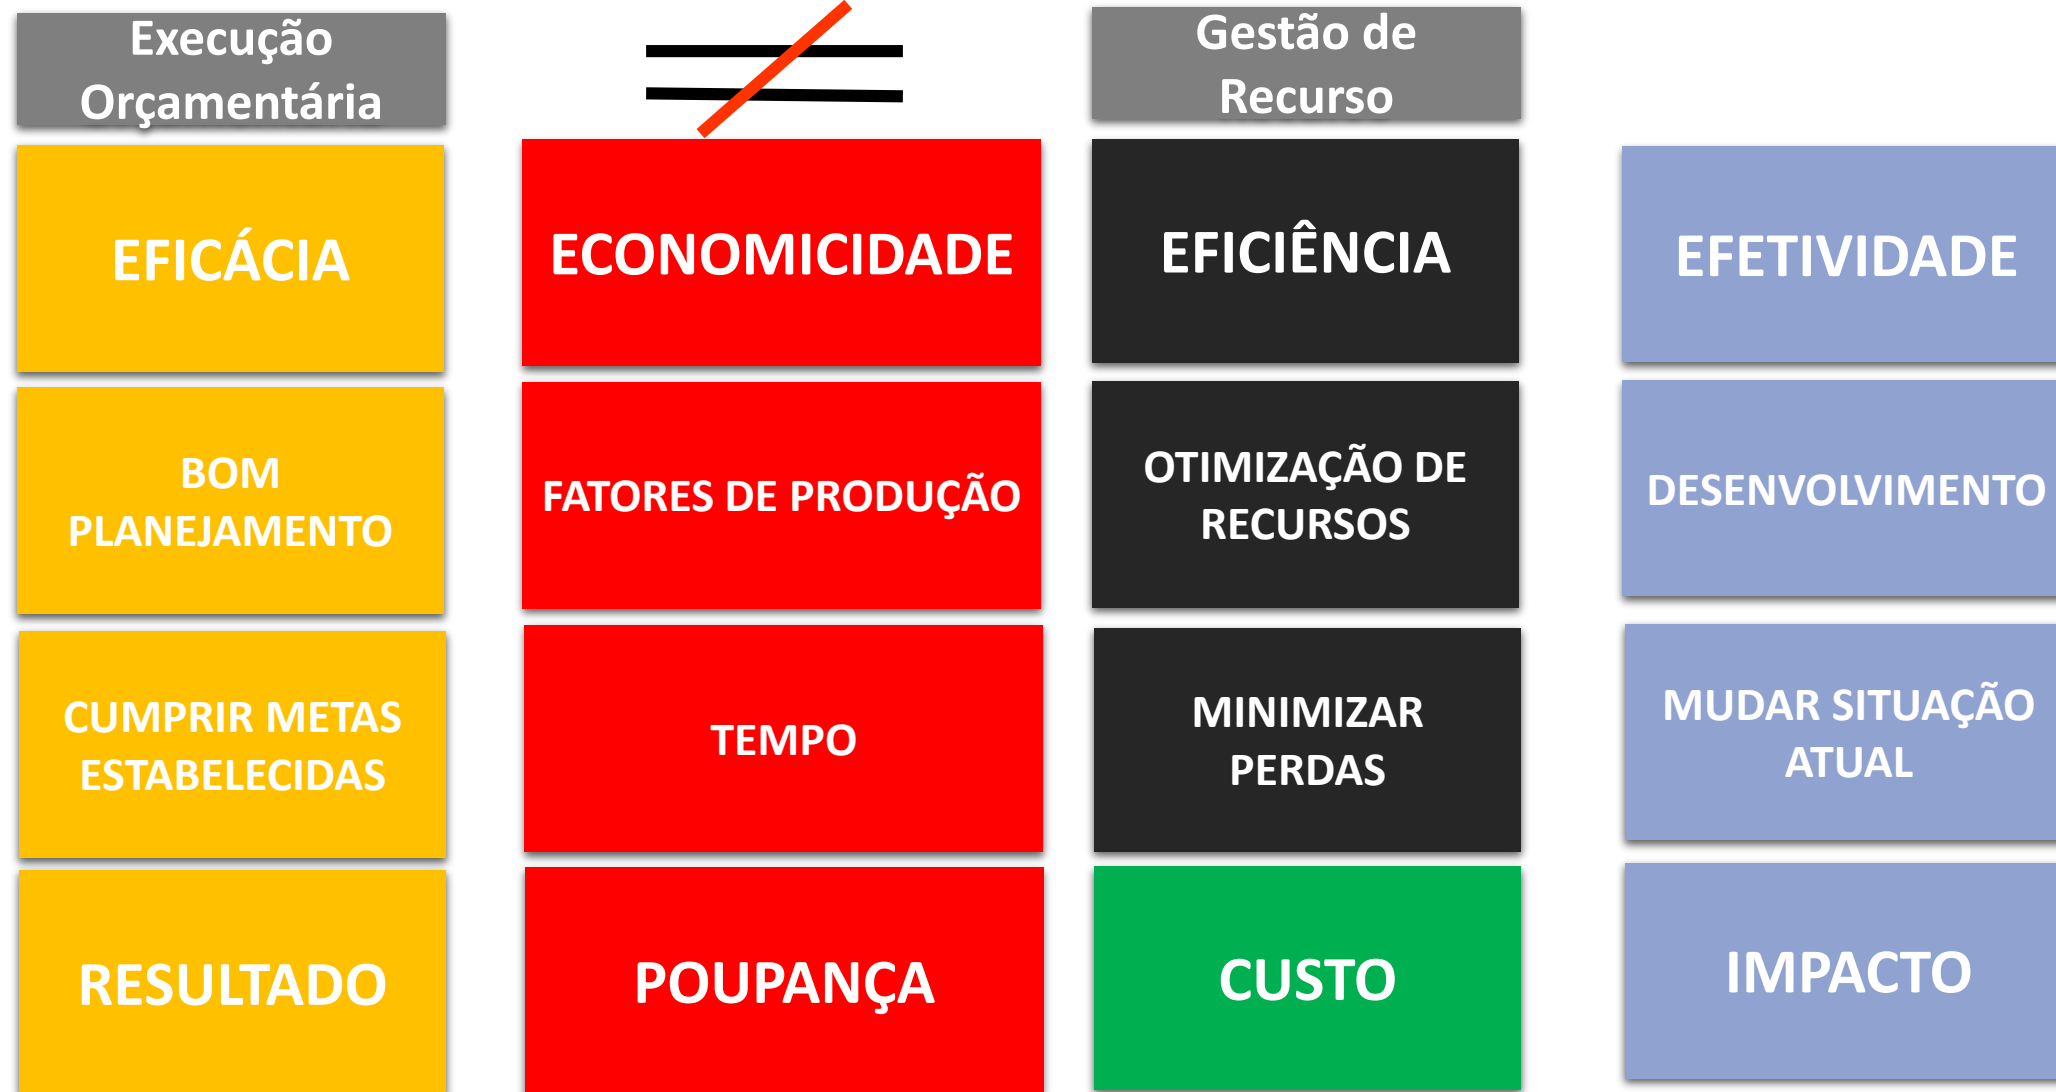 Execução
Orçamentária
Gestão de
Recurso
EFICÁCIA
ECONOMICIDADE
EFICIÊNCIA
EFETIVIDADE
BOM
PLANEJAMENTO
FATORES DE PRODUÇÃO
OTIMIZAÇÃO DE
RECURSOS
DESENVOLVIMENTO
CUMPRIR METAS
ESTABELECIDAS
TEMPO
MINIMIZAR
PERDAS
MUDAR SITUAÇÃO
ATUAL
RESULTADO
POUPANÇA
CUSTO
IMPACTO